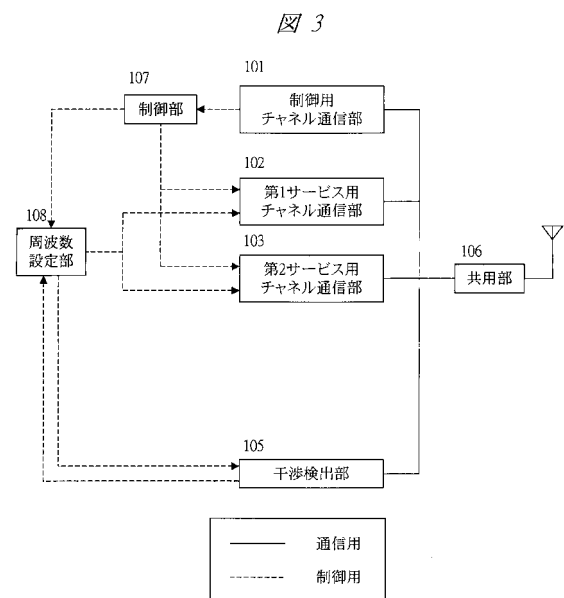 図 3
107
制御部
101
制御用
チャネル通信部
102
第1サービス用
チャネル通信部
108
周波数
設定部
103
第2サービス用
チャネル通信部
106
共用部
105
干渉検出部
通信用
制御用